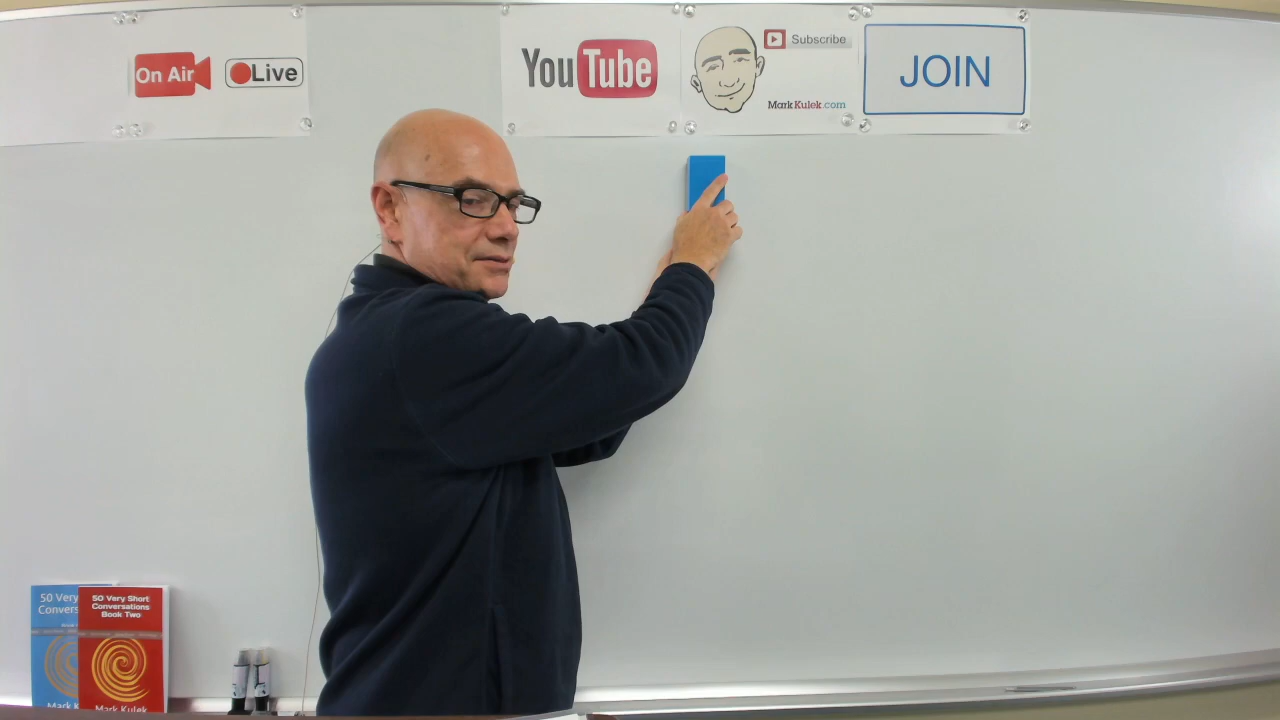 On Air
Live
YouTube
Subscribe
MarkKulek.com
JOIN
50 Very
Convers
50 Very Short
Conversations
Book Two
Mark K
Mark Kulek